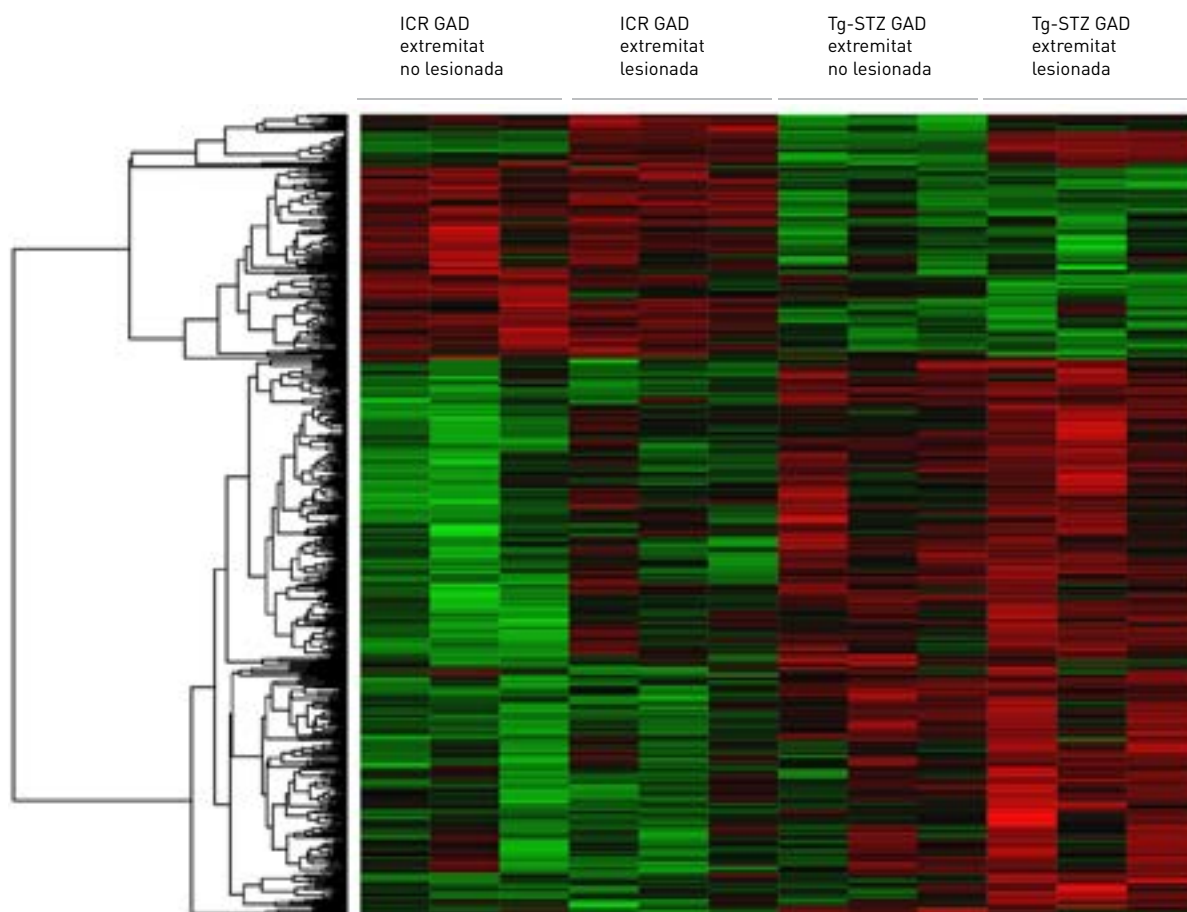 ICR GAD
extremitat
no lesionada
ICR GAD
extremitat
lesionada
Tg-STZ GAD
extremitat
no lesionada
Tg-STZ GAD
extremitat
lesionada